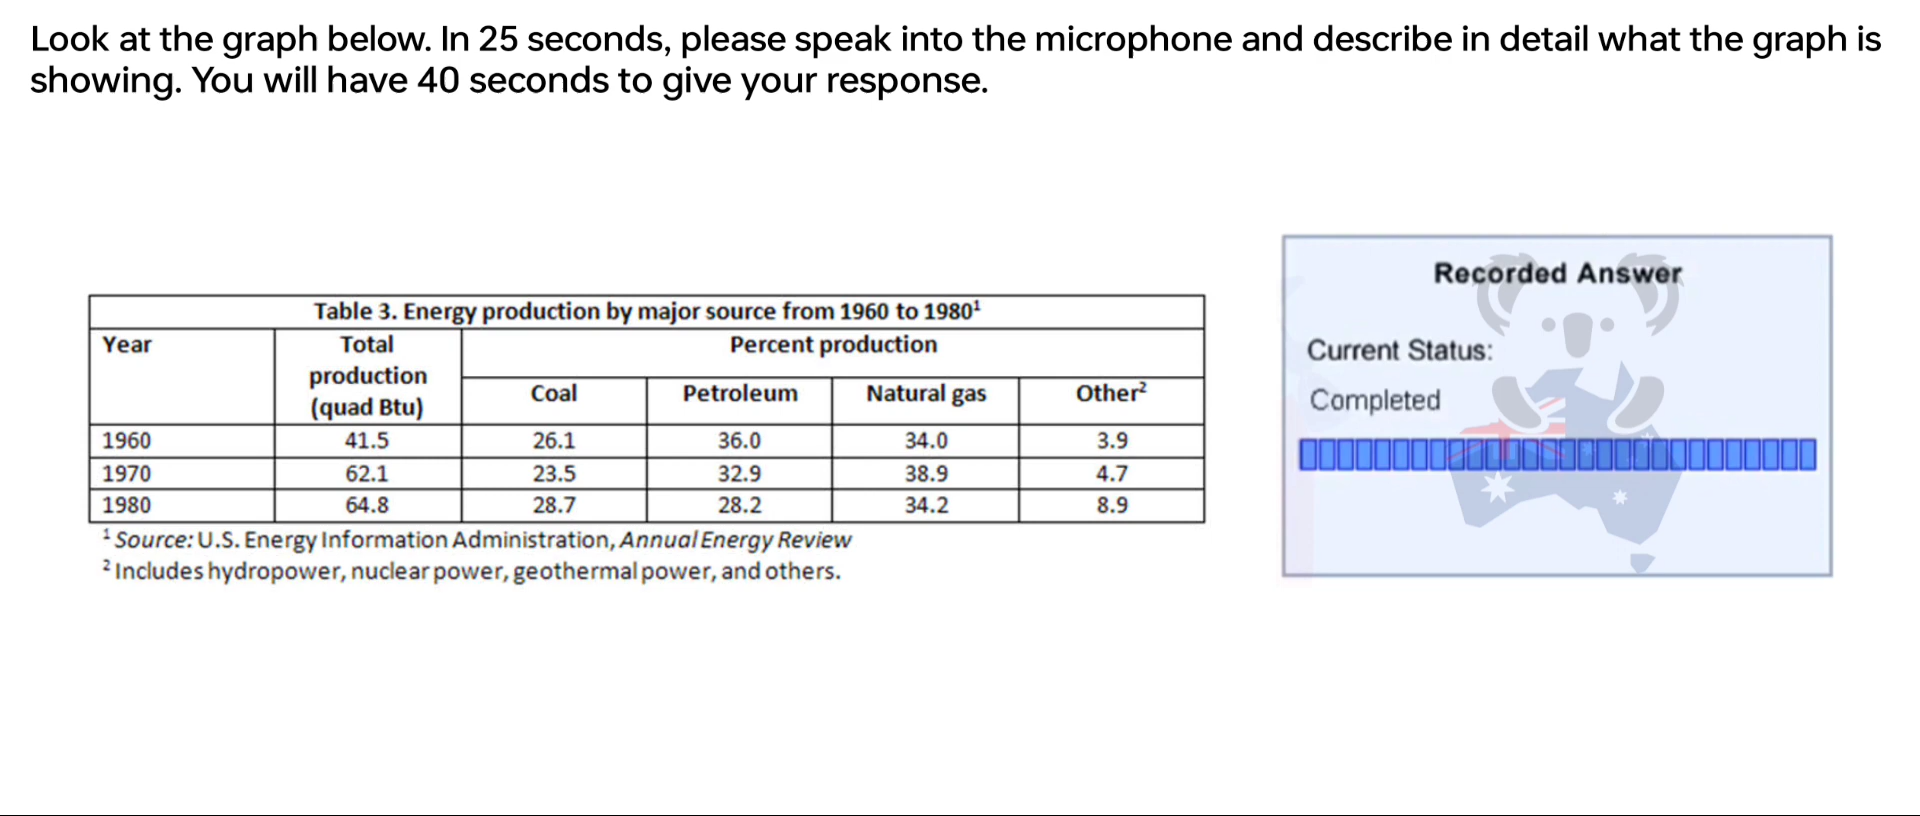 Look at the graph below. In 25 seconds, please speak into the microphone and describe in detail what the graph is
showing. You will have 40 seconds to give your response.
Table 3. Energy production by major source from 1960 to 1980¹
Year Total production (quad Btu) Percent production
Coal Petroleum Natural gas Other²
1960 41.5 26.1 36.0 34.0 3.9
1970 62.1 23.5 32.9 38.9 4.7
1980 64.8 28.7 28.2 34.2 8.9
¹ Source: U.S. Energy Information Administration, Annual Energy Review
² Includes hydropower, nuclear power, geothermal power, and others.
Recorded Answer
Current Status:
Completed